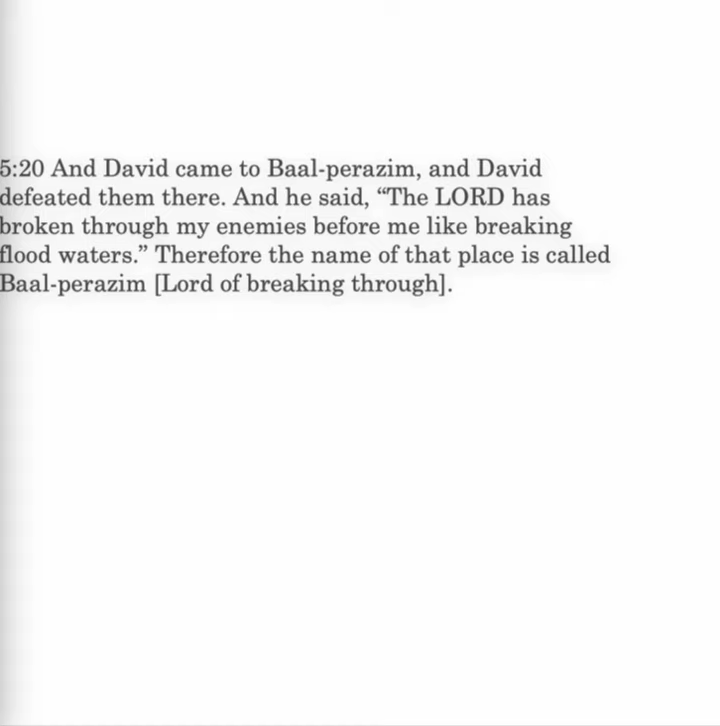 5:20 And David came to Baal-perazim, and David
defeated them there. And he said, “The LORD has
broken through my enemies before me like breaking
flood waters.” Therefore the name of that place is called
Baal-perazim [Lord of breaking through].